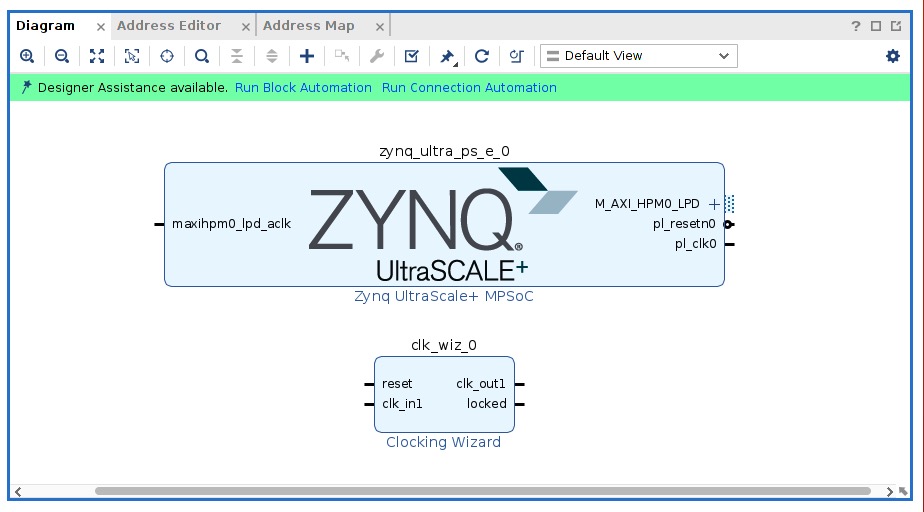 Diagram × Address Editor × Address Map × ?
Default View
Designer Assistance available. Run Block Automation Run Connection Automation
zynq_ultra_ps_e_0
M_AXI_HPM0_LPD
maxihpm0_lpd_aclk
ZYNQ®
pl_resetn0
pl_clk0
UltraSCALE+
Zynq UltraScale+ MPSoC
clk_wiz_0
reset clk_out1
clk_in1 locked
Clocking Wizard